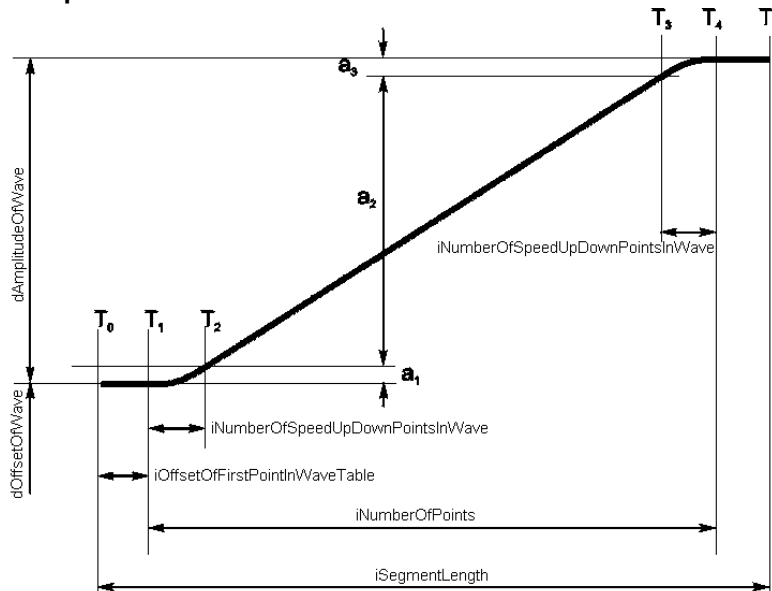 T₃ T₄ T
a₃
dAmplitudeOfWave
a₂
iNumberOfSpeedUpDownPointsInWave
T₀ T₁ T₂
a₁
dOffsetOfWave
iNumberOfSpeedUpDownPointsInWave
iOffsetOfFirstPointInWaveTable
iNumberOfPoints
iSegmentLength